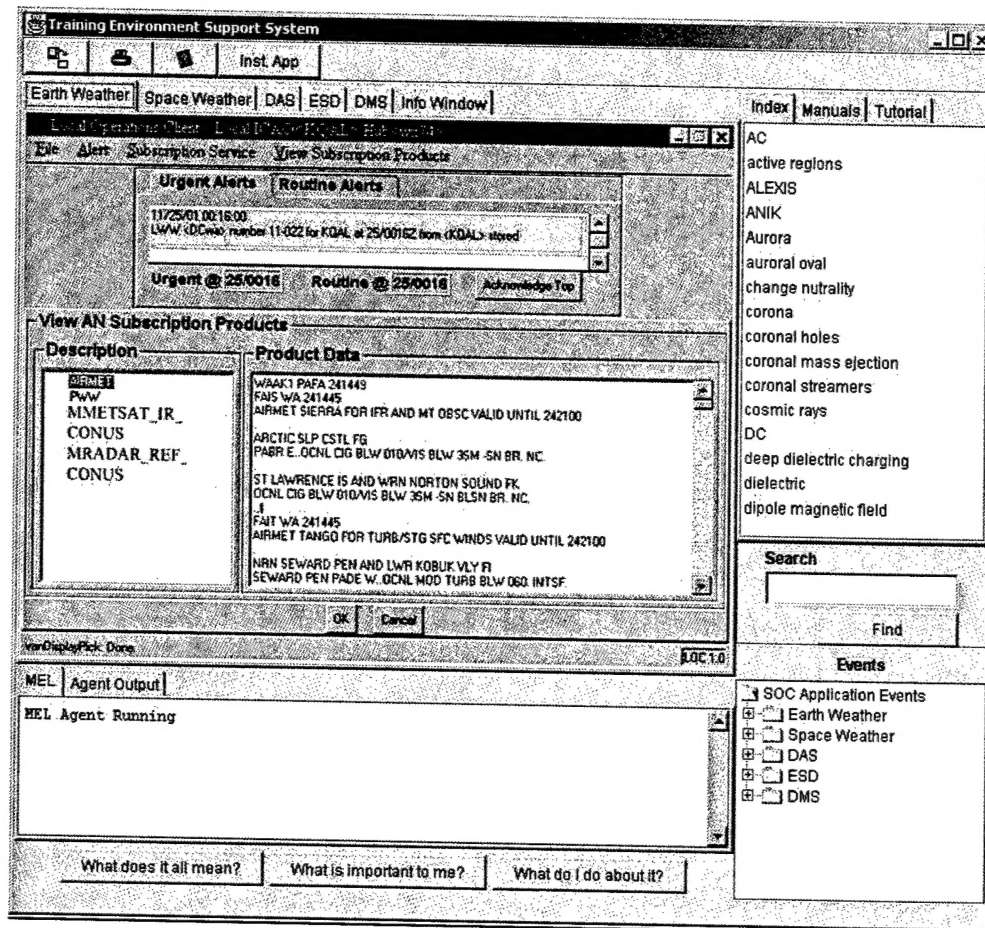 Training Environment Support System
Inst. App
Earth Weather Space Weather DAS ESD DMS Info Window
Index Manuals Tutorial
File Alert Subscription Service View Subscription Products
Urgent Alerts Routine Alerts
11/25/01 00:16:00
number 11-022 for KQAL at 25/0016Z from <KQAL> stored
Urgent @ 25/0016 Routine @ 25/0016 Acknowledge Top
View AN Subscription Products
Description
AIRMET
PWW
MMETSAT_IR_
CONUS
MRADAR_REF_
CONUS
Product Data
WAAK1 PAFA 241449
FAIS WA 241445
AIRMET SIERRA FOR IFR AND MT OBSC VALID UNTIL 242100
ARCTIC SLP CSTL FG
PABR E..OCNL CIG BLW 010/VIS BLW 3SM -SN BR. NC.
ST LAWRENCE IS AND WRN NORTON SOUND FK
OCNL CIG BLW 010/VIS BLW 3SM -SN BLSN BR. NC.
FAIT WA 241445
AIRMET TANGO FOR TURB/STG SFC WINDS VALID UNTIL 242100
NRN SEWARD PEN AND LWR KOBUK VLY FI
SEWARD PEN PADE W..OCNL MOD TURB BLW 060. INTSF.
OK Cancel
Done
LOC 1.0
AC
active regions
ALEXIS
ANIK
Aurora
auroral oval
change nutrality
corona
coronal holes
coronal mass ejection
coronal streamers
cosmic rays
DC
deep dielectric charging
dielectric
dipole magnetic field
Search
Find
Events
SOC Application Events
Earth Weather
Space Weather
DAS
ESD
DMS
MEL Agent Output
MEL Agent Running
What does it all mean? What is important to me? What do I do about it?